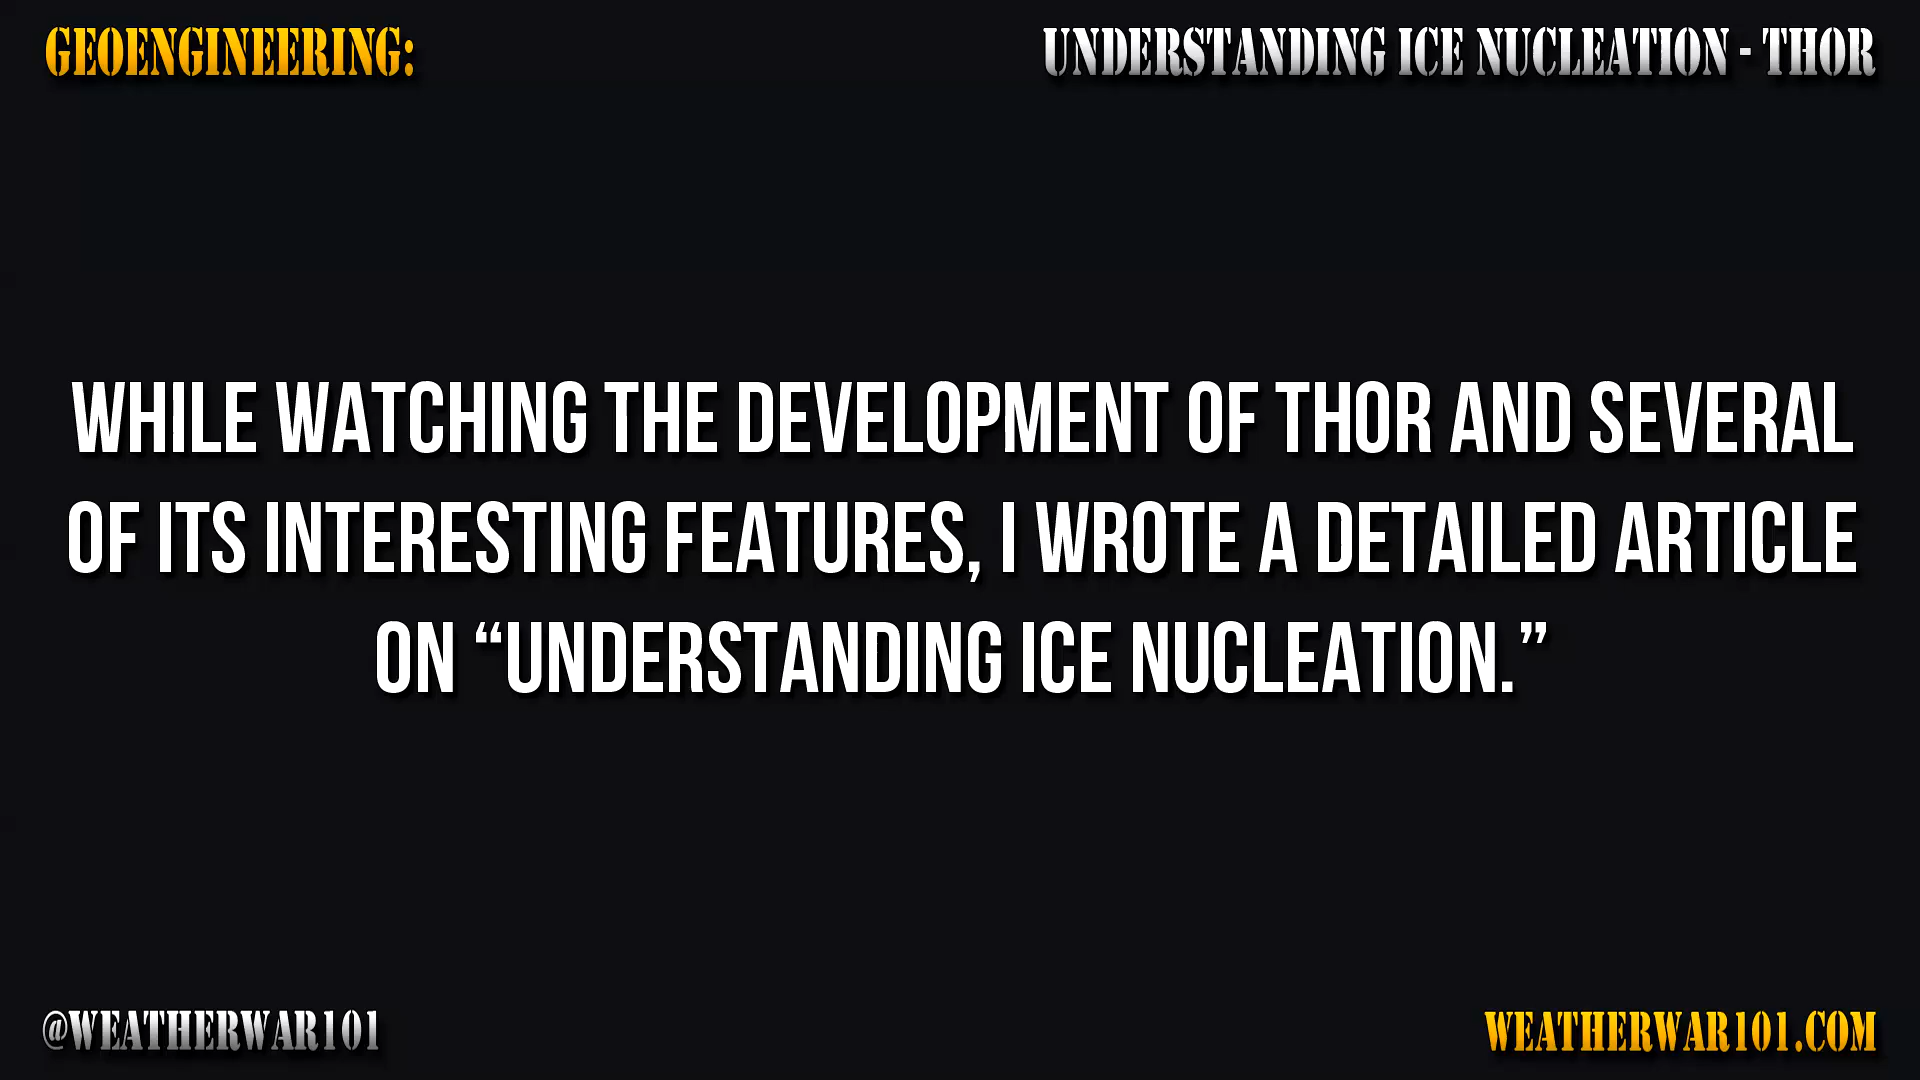 GEOENGINEERING:
UNDERSTANDING ICE NUCLEATION - THOR
WHILE WATCHING THE DEVELOPMENT OF THOR AND SEVERAL
OF ITS INTERESTING FEATURES, I WROTE A DETAILED ARTICLE
ON “UNDERSTANDING ICE NUCLEATION.”
@WEATHERWAR101
WEATHERWAR101.COM